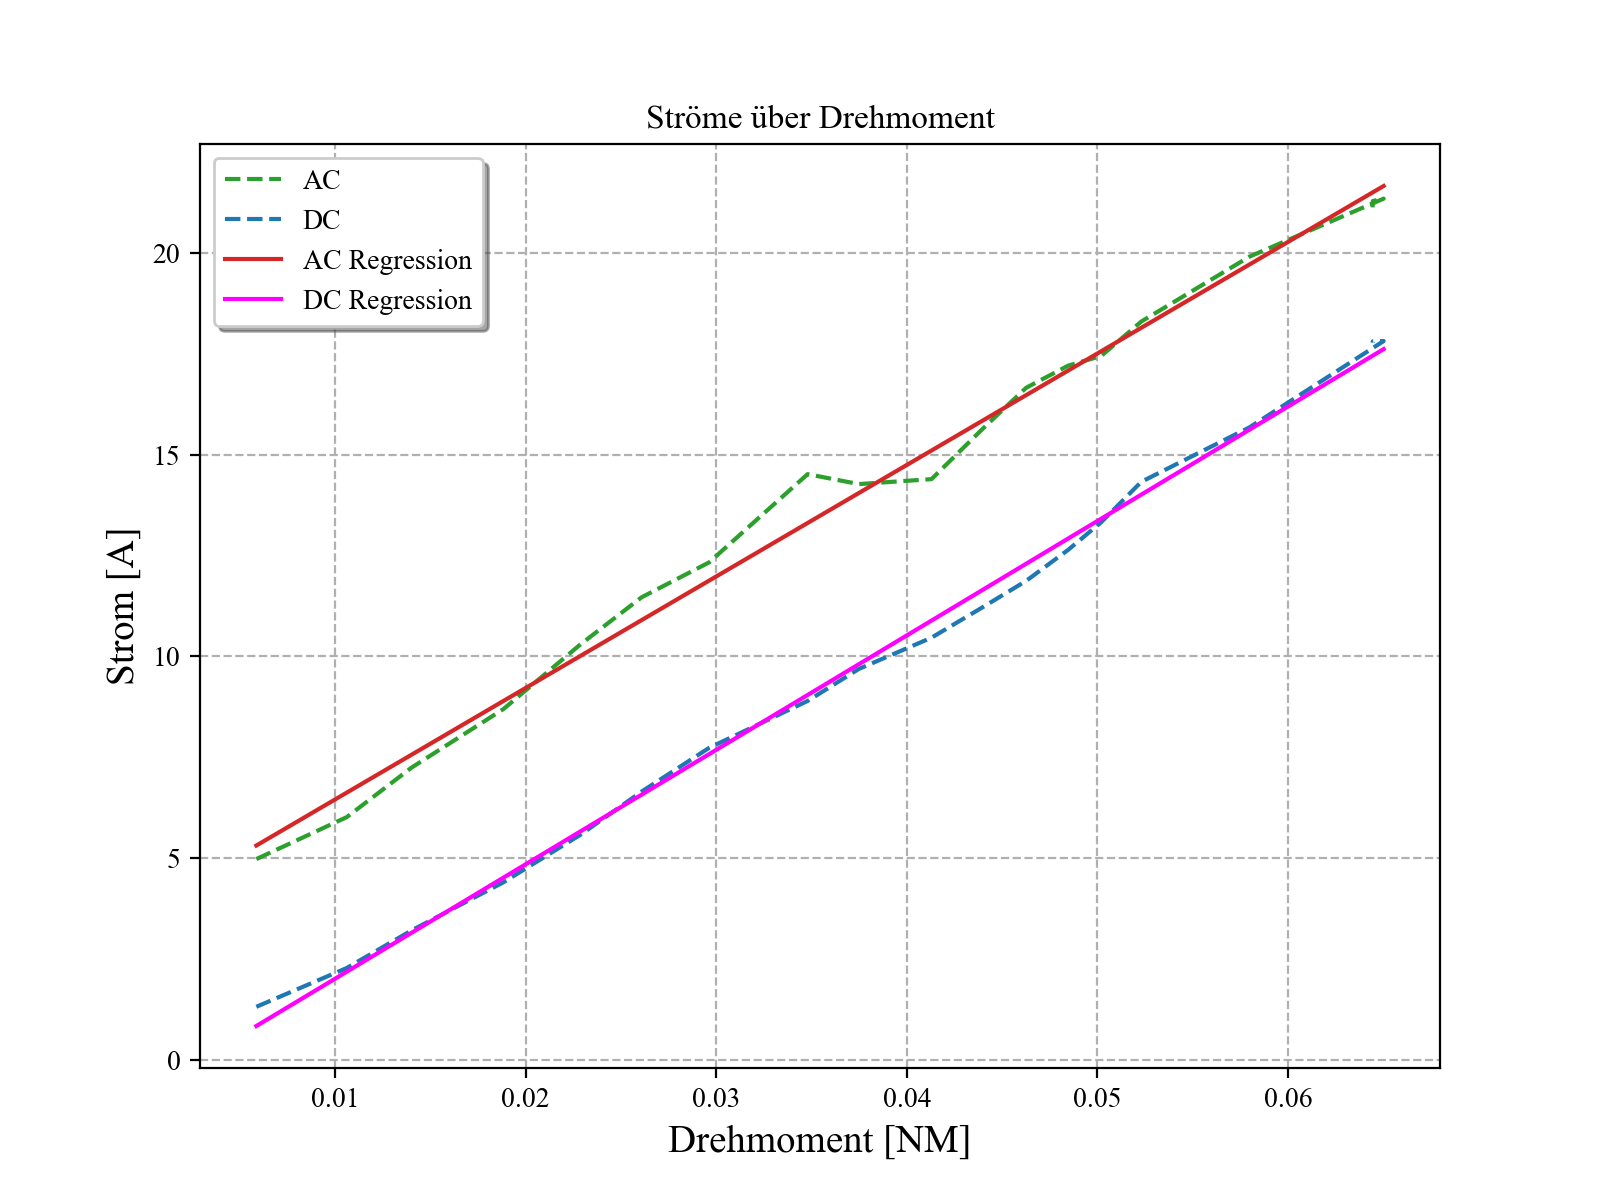 Ströme über Drehmoment
AC
DC
AC Regression
DC Regression
20
15
10
5
0
Strom [A]
0.01 0.02 0.03 0.04 0.05 0.06
Drehmoment [NM]